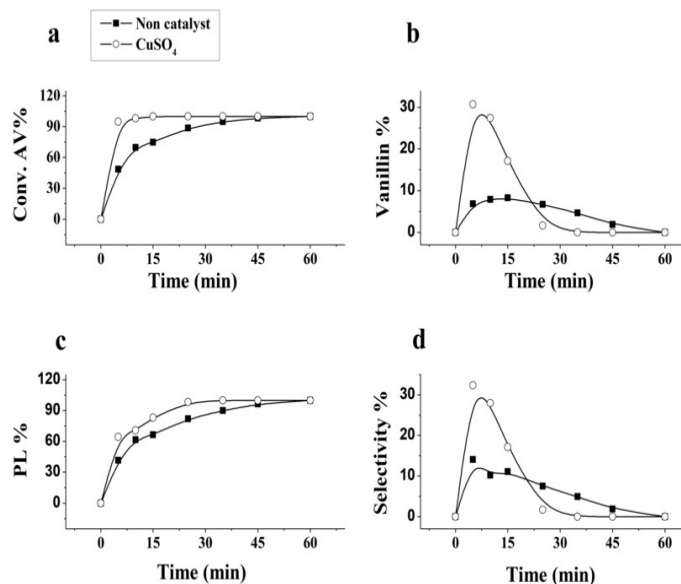 a
Non catalyst
CuSO₄
b
Conv. AV%
120
90
60
30
0
0 15 30 45 60
Time (min)
Vanillin %
30
20
10
0
0 15 30 45 60
Time (min)
c
PL %
120
90
60
30
0
0 15 30 45 60
Time (min)
d
Selectivity %
30
20
10
0
0 15 30 45 60
Time (min)